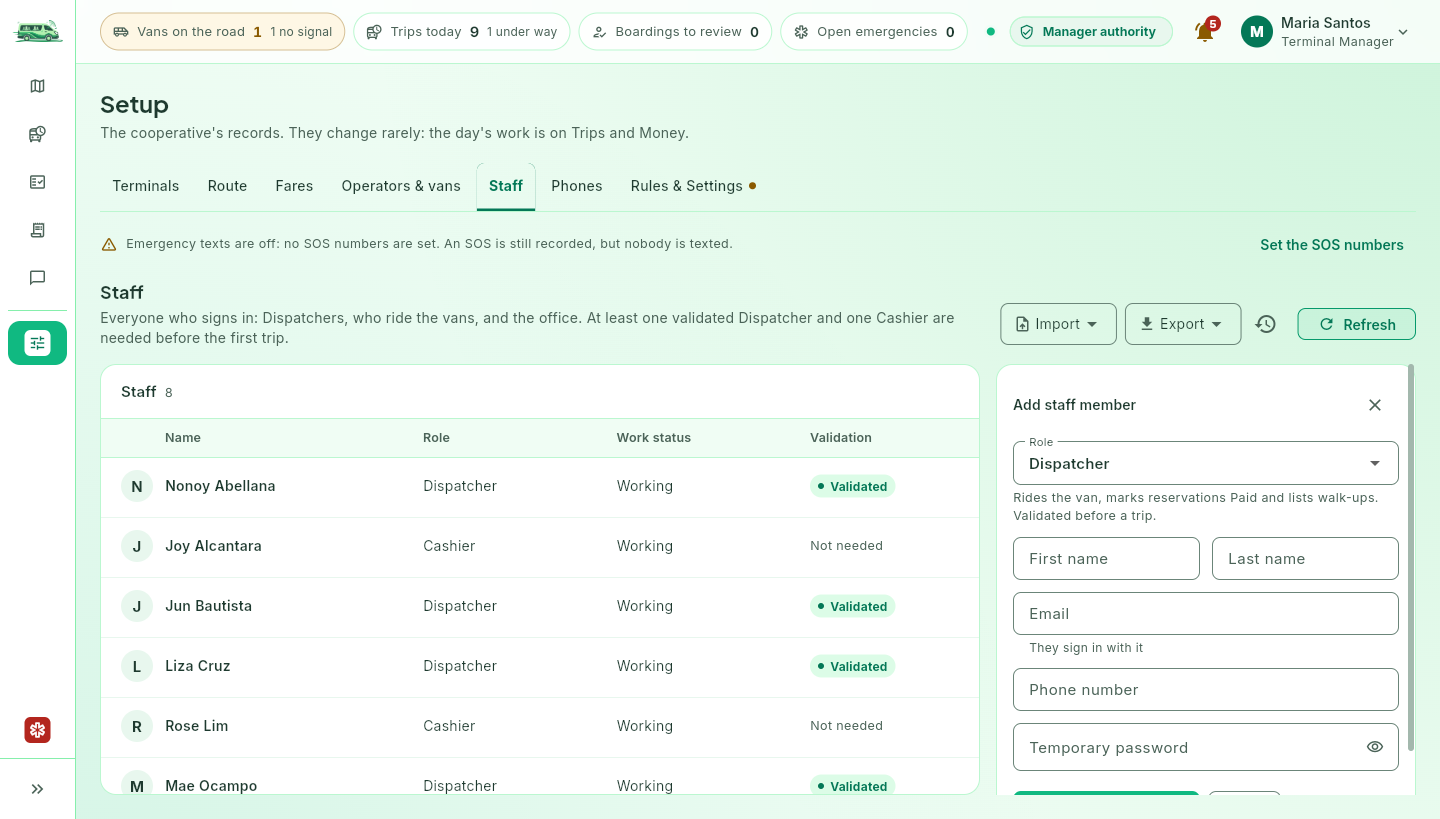 Vans on the road 1 1 no signal
Trips today 9 1 under way
Boardings to review 0
Open emergencies 0
Manager authority
5
M
Maria Santos
Terminal Manager
Setup
The cooperative's records. They change rarely: the day's work is on Trips and Money.
Terminals Route Fares Operators & vans Staff Phones Rules & Settings
Emergency texts are off: no SOS numbers are set. An SOS is still recorded, but nobody is texted.
Set the SOS numbers
Staff
Everyone who signs in: Dispatchers, who ride the vans, and the office. At least one validated Dispatcher and one Cashier are
needed before the first trip.
Import Export Refresh
Staff 8
Name Role Work status Validation
N Nonoy Abellana Dispatcher Working Validated
J Joy Alcantara Cashier Working Not needed
J Jun Bautista Dispatcher Working Validated
L Liza Cruz Dispatcher Working Validated
R Rose Lim Cashier Working Not needed
M Mae Ocampo Dispatcher Working Validated
Add staff member
Role
Dispatcher
Rides the van, marks reservations Paid and lists walk-ups.
Validated before a trip.
First name Last name
Email
They sign in with it
Phone number
Temporary password